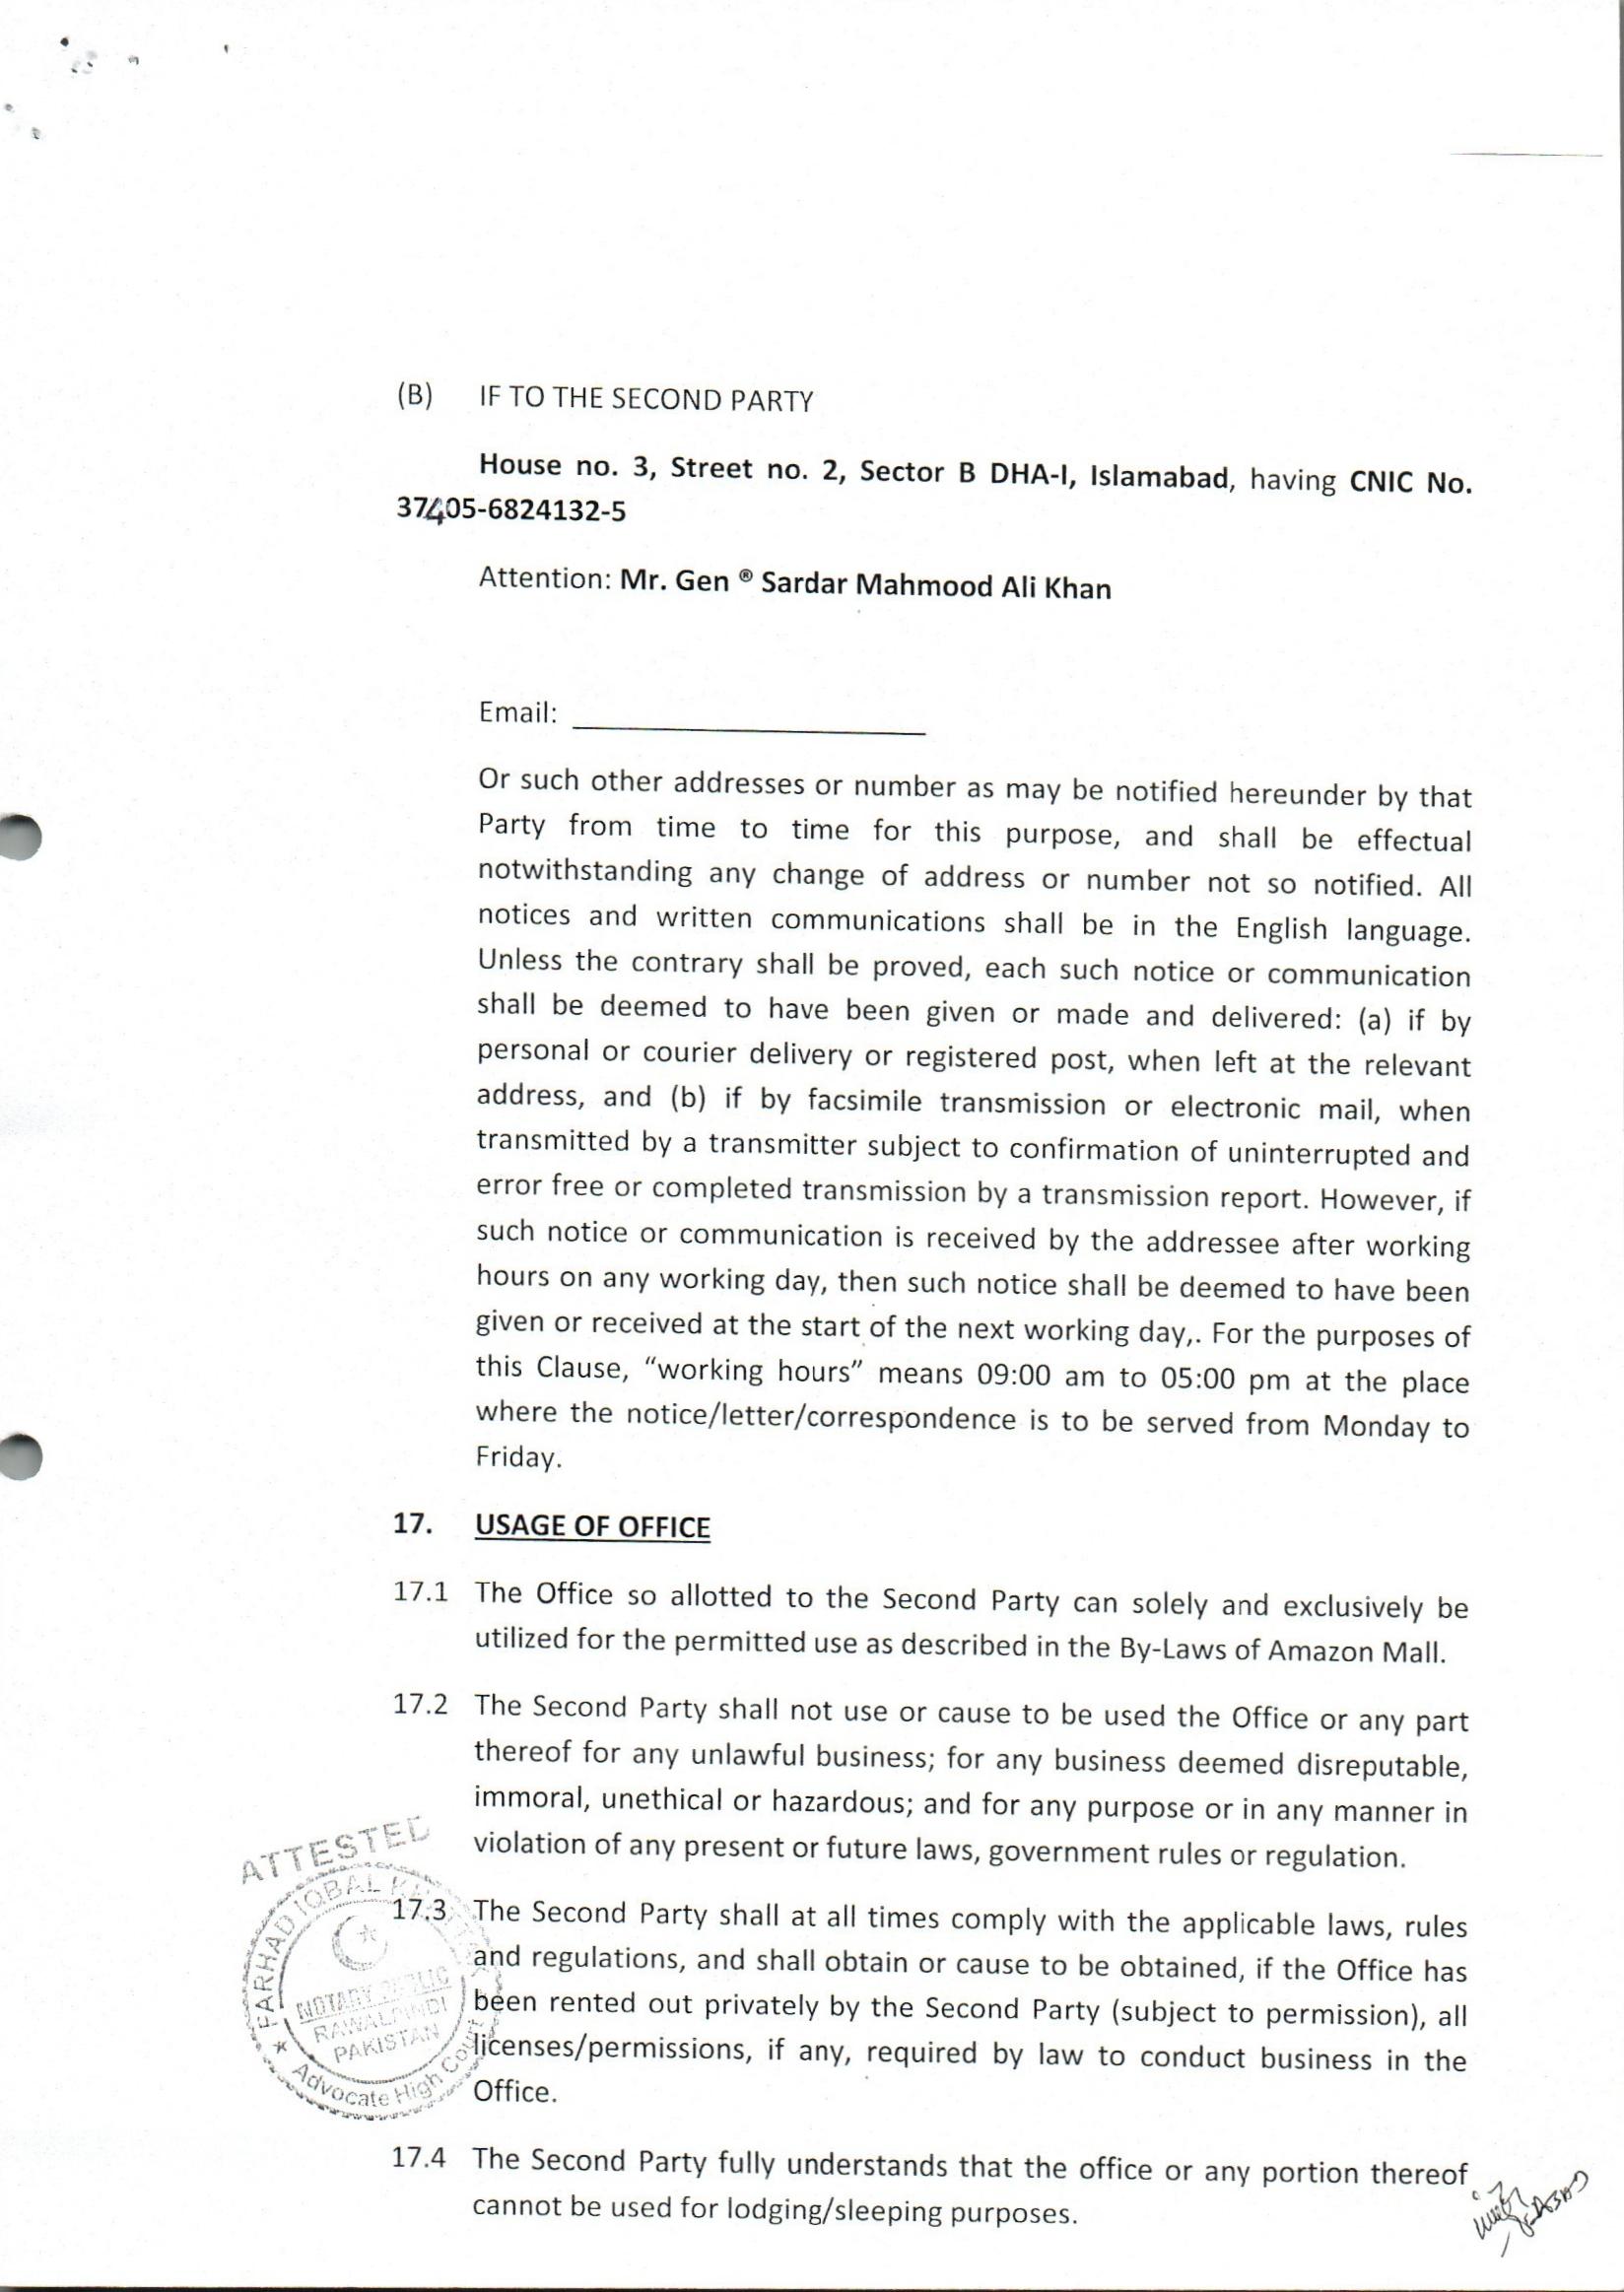 (B) IF TO THE SECOND PARTY
House no. 3, Street no. 2, Sector B DHA-I, Islamabad, having CNIC No.
37405-6824132-5
Attention: Mr. Gen ® Sardar Mahmood Ali Khan
Email: ____________________
Or such other addresses or number as may be notified hereunder by that
Party from time to time for this purpose, and shall be effectual
notwithstanding any change of address or number not so notified. All
notices and written communications shall be in the English language.
Unless the contrary shall be proved, each such notice or communication
shall be deemed to have been given or made and delivered: (a) if by
personal or courier delivery or registered post, when left at the relevant
address, and (b) if by facsimile transmission or electronic mail, when
transmitted by a transmitter subject to confirmation of uninterrupted and
error free or completed transmission by a transmission report. However, if
such notice or communication is received by the addressee after working
hours on any working day, then such notice shall be deemed to have been
given or received at the start of the next working day,. For the purposes of
this Clause, “working hours” means 09:00 am to 05:00 pm at the place
where the notice/letter/correspondence is to be served from Monday to
Friday.
17. USAGE OF OFFICE
17.1 The Office so allotted to the Second Party can solely and exclusively be
utilized for the permitted use as described in the By-Laws of Amazon Mall.
17.2 The Second Party shall not use or cause to be used the Office or any part
thereof for any unlawful business; for any business deemed disreputable,
immoral, unethical or hazardous; and for any purpose or in any manner in
violation of any present or future laws, government rules or regulation.
ATTESTED
FARHAD IQBAL
NOTARY PUBLIC
RAWALPINDI
PAKISTAN
Advocate High Court
17.3 The Second Party shall at all times comply with the applicable laws, rules
and regulations, and shall obtain or cause to be obtained, if the Office has
been rented out privately by the Second Party (subject to permission), all
licenses/permissions, if any, required by law to conduct business in the
Office.
17.4 The Second Party fully understands that the office or any portion thereof
cannot be used for lodging/sleeping purposes.